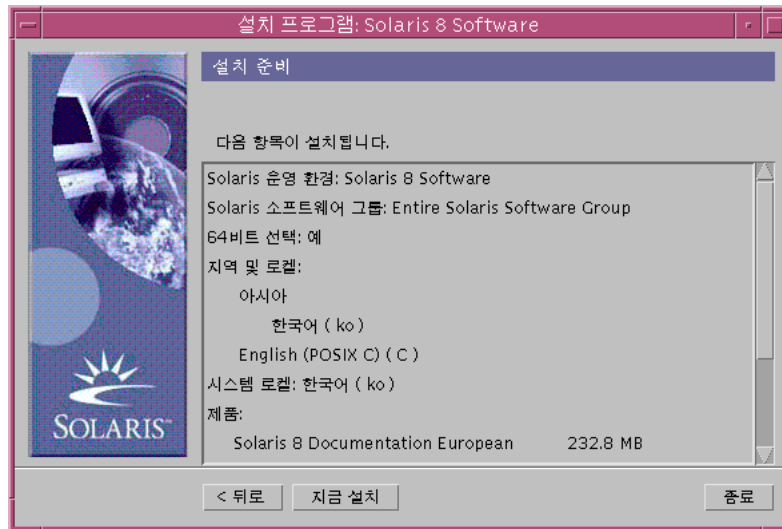 설치 프로그램: Solaris 8 Software
설치 준비
다음 항목이 설치됩니다.
Solaris 운영 환경: Solaris 8 Software
Solaris 소프트웨어 그룹: Entire Solaris Software Group
64비트 선택: 예
지역 및 로켈:
아시아
한국어 ( ko )
English (POSIX C) ( C )
시스템 로켈: 한국어 ( ko )
제품:
Solaris 8 Documentation European 232.8 MB
SOLARIS™
< 뒤로 지금 설치 종료